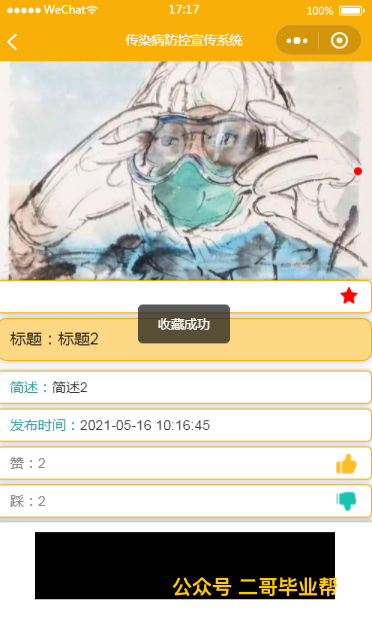 WeChat 17:17 100%
传染病防控宣传系统
收藏成功
标题：标题2
简述：简述2
发布时间：2021-05-16 10:16:45
赞：2
踩：2
公众号 二哥毕业帮